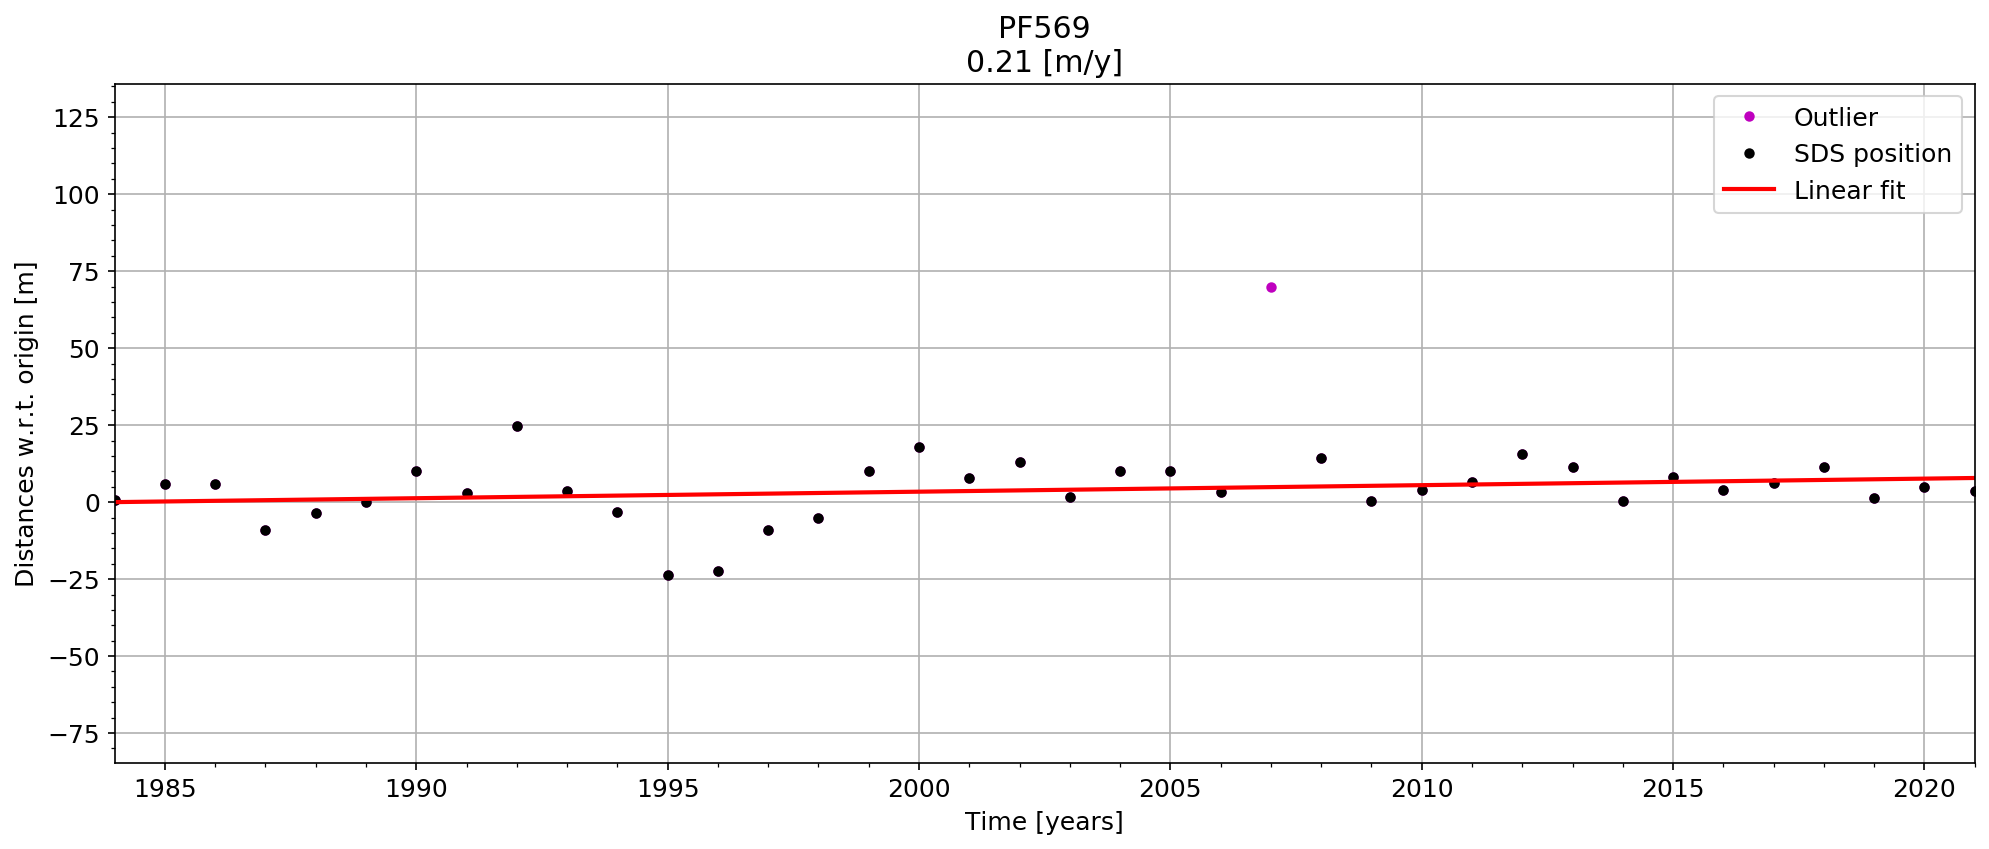 PF569
0.21 [m/y]
Outlier
SDS position
Linear fit
Distances w.r.t. origin [m]
125
100
75
50
25
0
−25
−50
−75
1985
1990
1995
2000
2005
2010
2015
2020
Time [years]